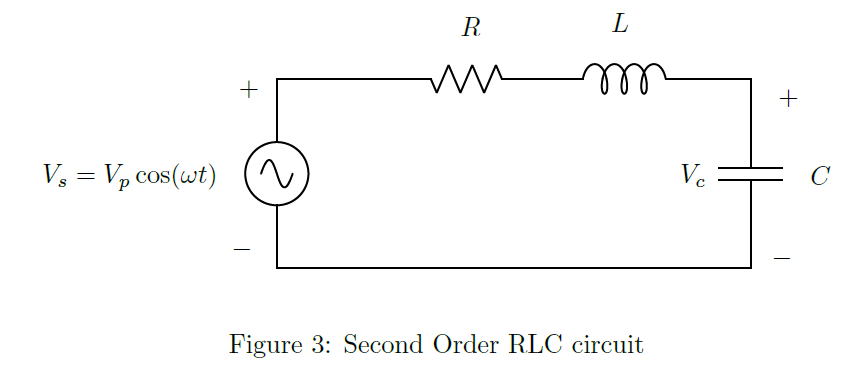 R
L
+
+
V_s = V_p cos(ωt)
V_c
C
−
−
Figure 3: Second Order RLC circuit